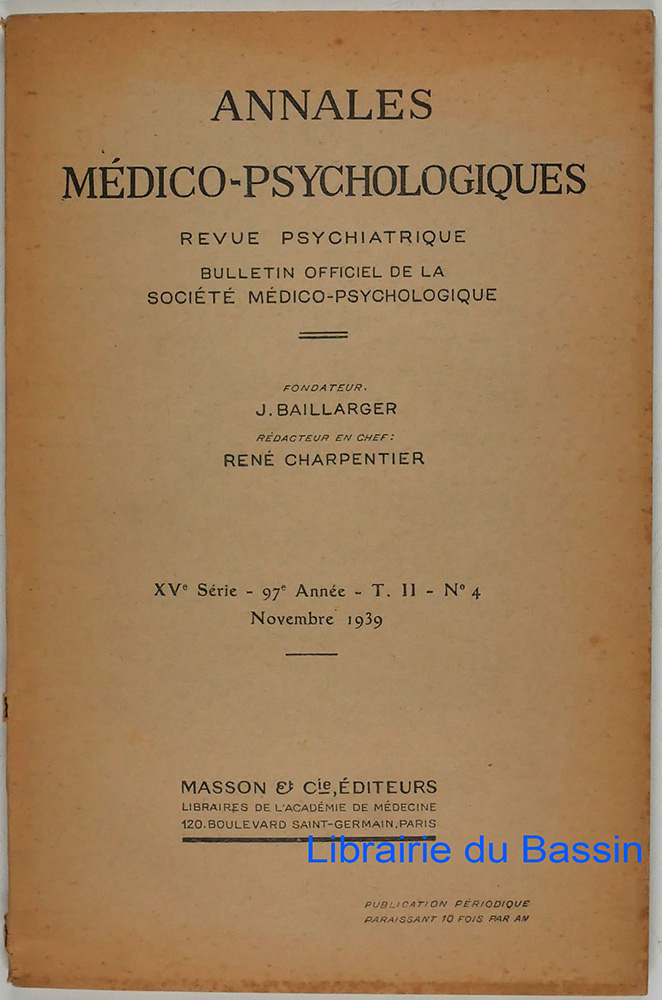 ANNALES
MÉDICO-PSYCHOLOGIQUES
REVUE PSYCHIATRIQUE
BULLETIN OFFICIEL DE LA
SOCIÉTÉ MÉDICO-PSYCHOLOGIQUE
FONDATEUR.
J. BAILLARGER
RÉDACTEUR EN CHEF:
RENÉ CHARPENTIER
XVe Série - 97e Année - T. II - No 4
Novembre 1939
MASSON & Cie, ÉDITEURS
LIBRAIRES DE L'ACADÉMIE DE MÉDECINE
120. BOULEVARD SAINT-GERMAIN, PARIS
Librairie du Bassin
PUBLICATION PÉRIODIQUE
PARAISSANT 10 FOIS PAR AN